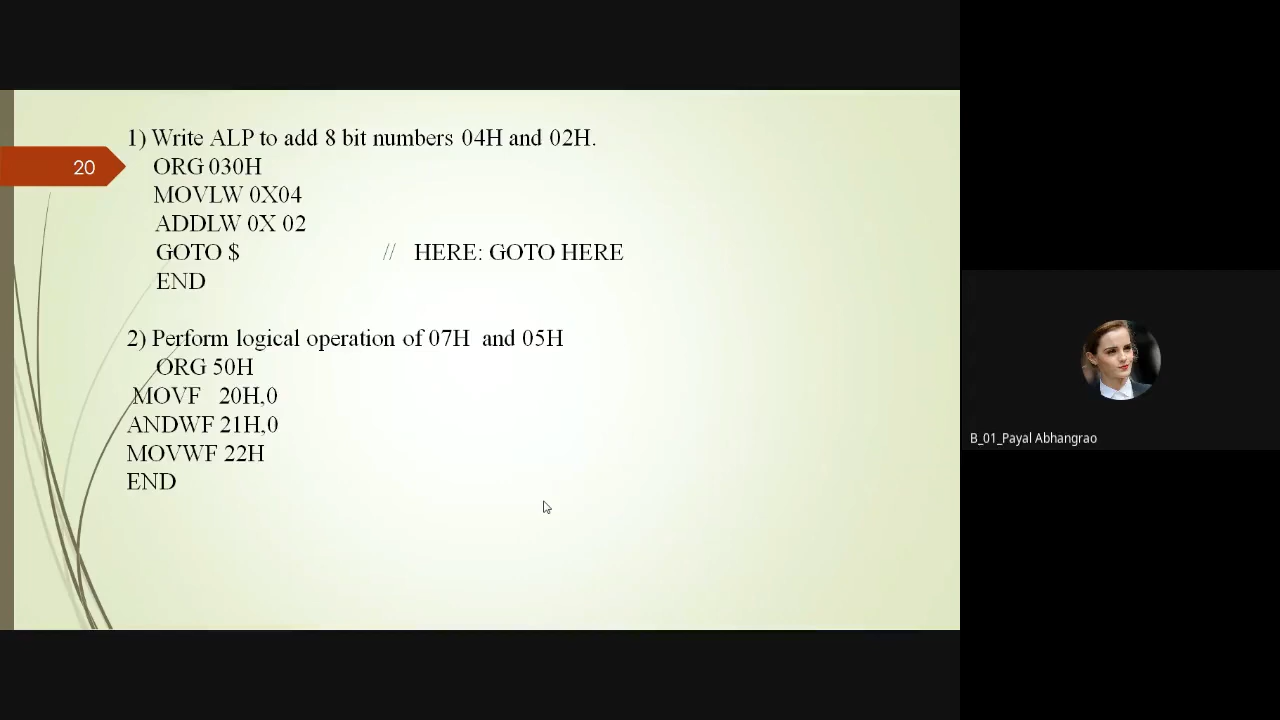 1) Write ALP to add 8 bit numbers 04H and 02H.
20
ORG 030H
MOVLW 0X04
ADDLW 0X 02
GOTO $ // HERE: GOTO HERE
END
2) Perform logical operation of 07H and 05H
ORG 50H
MOVF 20H,0
ANDWF 21H,0
MOVWF 22H
END
B_01_Payal Abhangrao